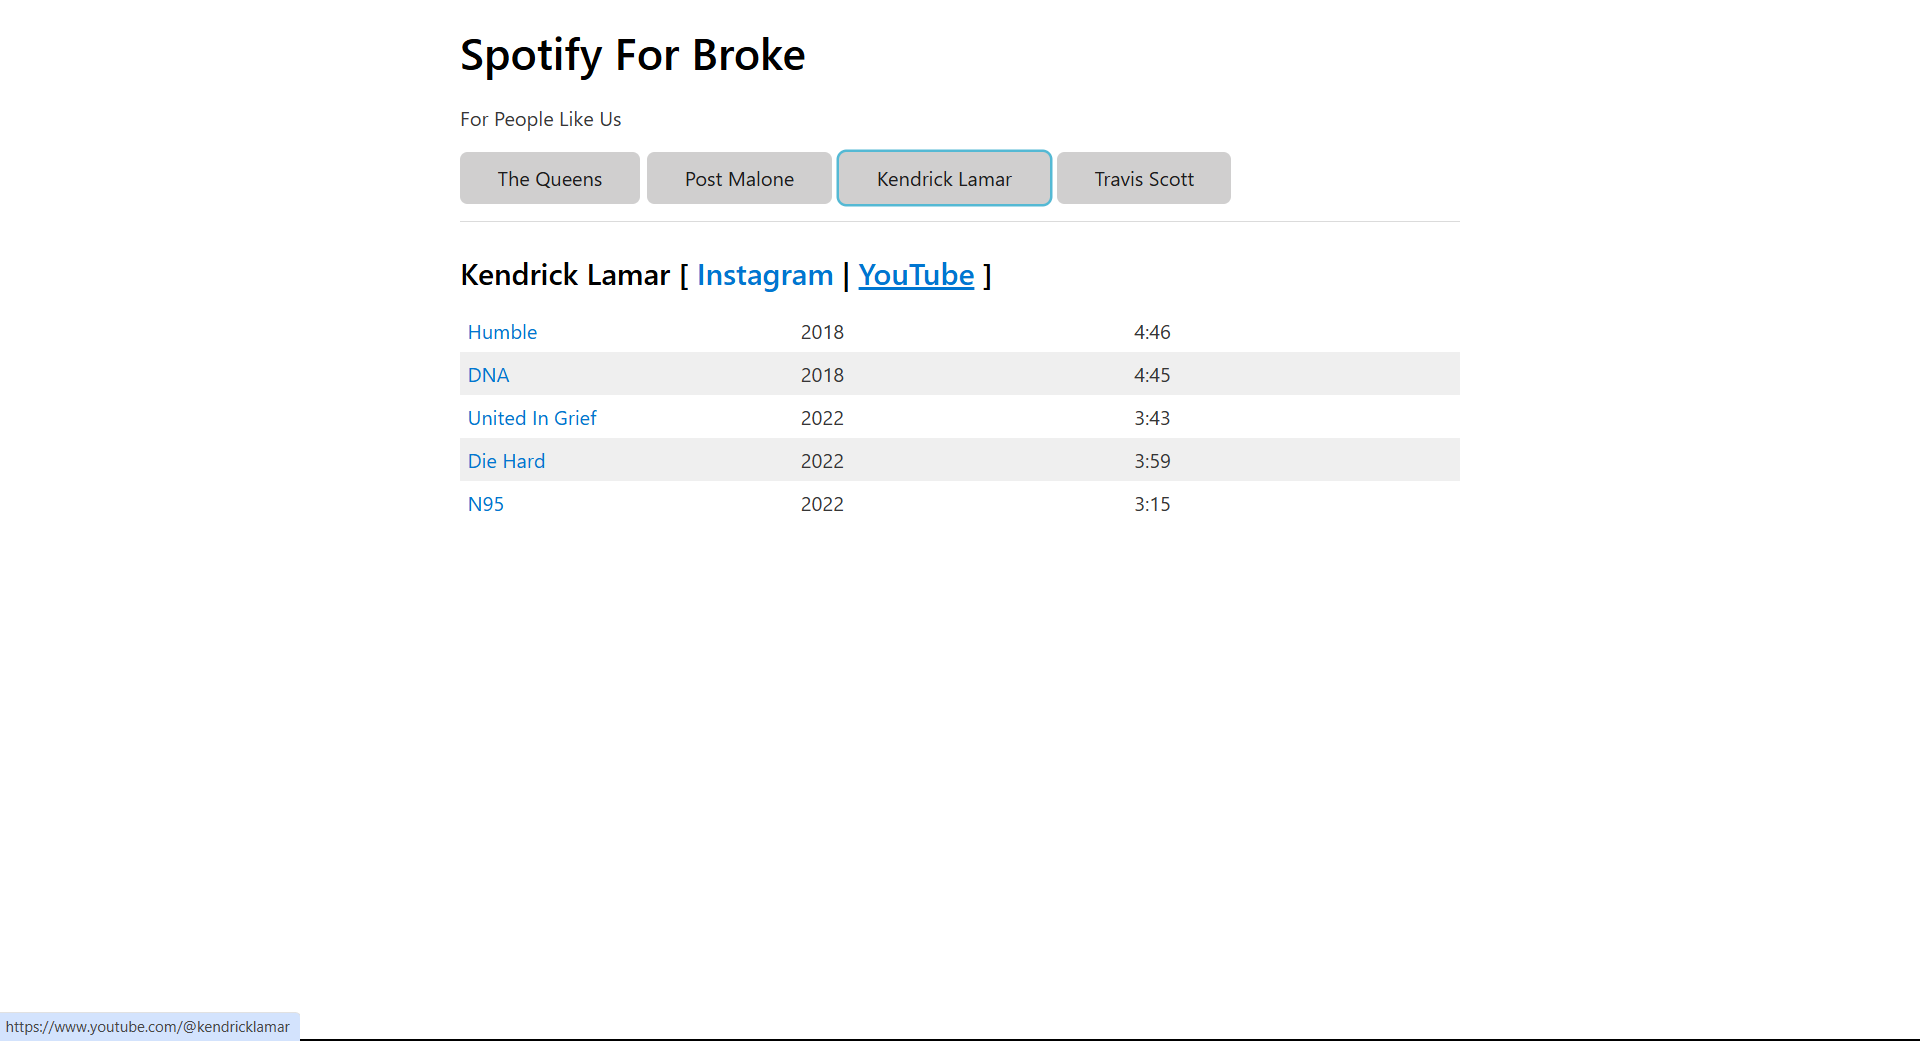 Spotify For Broke
For People Like Us
The Queens Post Malone Kendrick Lamar Travis Scott
Kendrick Lamar [ Instagram | YouTube ]
Humble 2018 4:46
DNA 2018 4:45
United In Grief 2022 3:43
Die Hard 2022 3:59
N95 2022 3:15
https://www.youtube.com/@kendricklamar